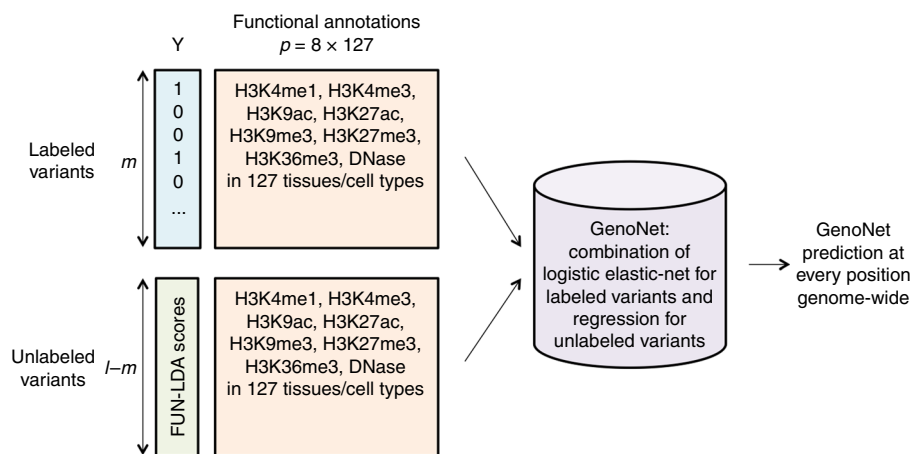 Functional annotations
Y
p = 8 × 127
1
0
0
1
0
...
Labeled
variants
m
H3K4me1, H3K4me3,
H3K9ac, H3K27ac,
H3K9me3, H3K27me3,
H3K36me3, DNase
in 127 tissues/cell types
Unlabeled
variants
l–m
FUN-LDA scores
H3K4me1, H3K4me3,
H3K9ac, H3K27ac,
H3K9me3, H3K27me3,
H3K36me3, DNase
in 127 tissues/cell types
GenoNet:
combination of
logistic elastic-net for
labeled variants and
regression for
unlabeled variants
GenoNet
prediction at
every position
genome-wide